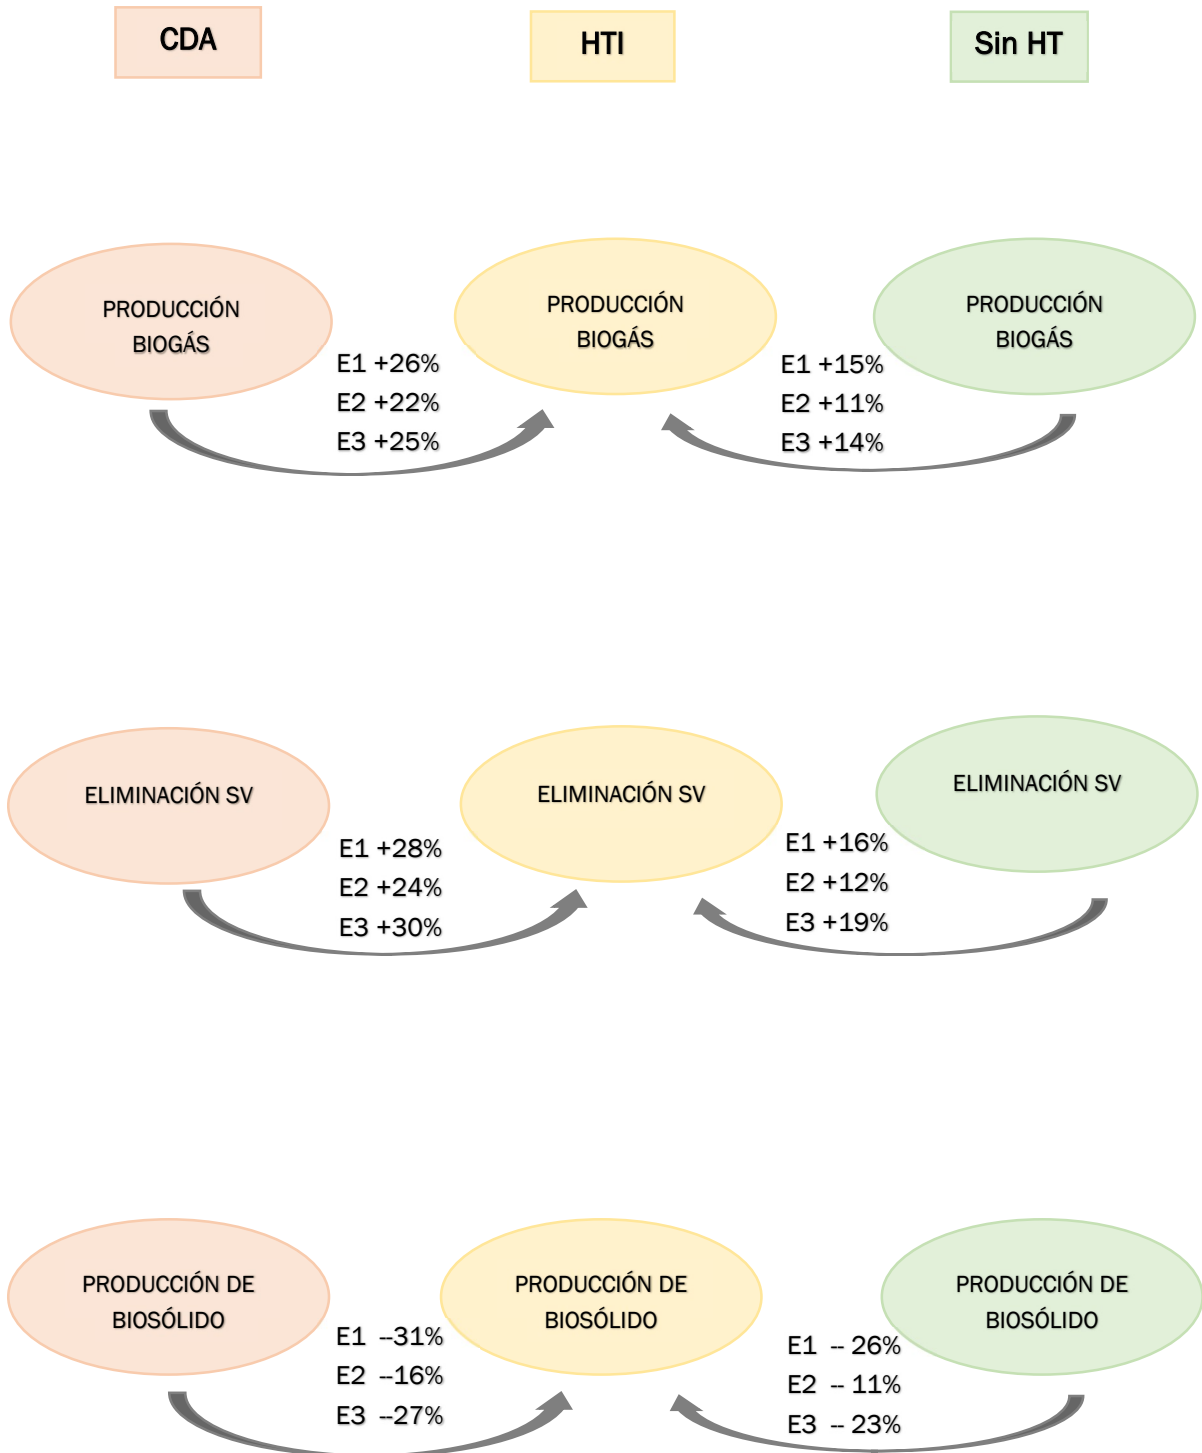 CDA
HTI
Sin HT
PRODUCCIÓN
BIOGÁS
E1 +26%
E2 +22%
E3 +25%
PRODUCCIÓN
BIOGÁS
E1 +15%
E2 +11%
E3 +14%
PRODUCCIÓN
BIOGÁS
ELIMINACIÓN SV
E1 +28%
E2 +24%
E3 +30%
ELIMINACIÓN SV
E1 +16%
E2 +12%
E3 +19%
ELIMINACIÓN SV
PRODUCCIÓN DE
BIOSÓLIDO
E1 --31%
E2 --16%
E3 --27%
PRODUCCIÓN DE
BIOSÓLIDO
E1 -- 26%
E2 -- 11%
E3 -- 23%
PRODUCCIÓN DE
BIOSÓLIDO